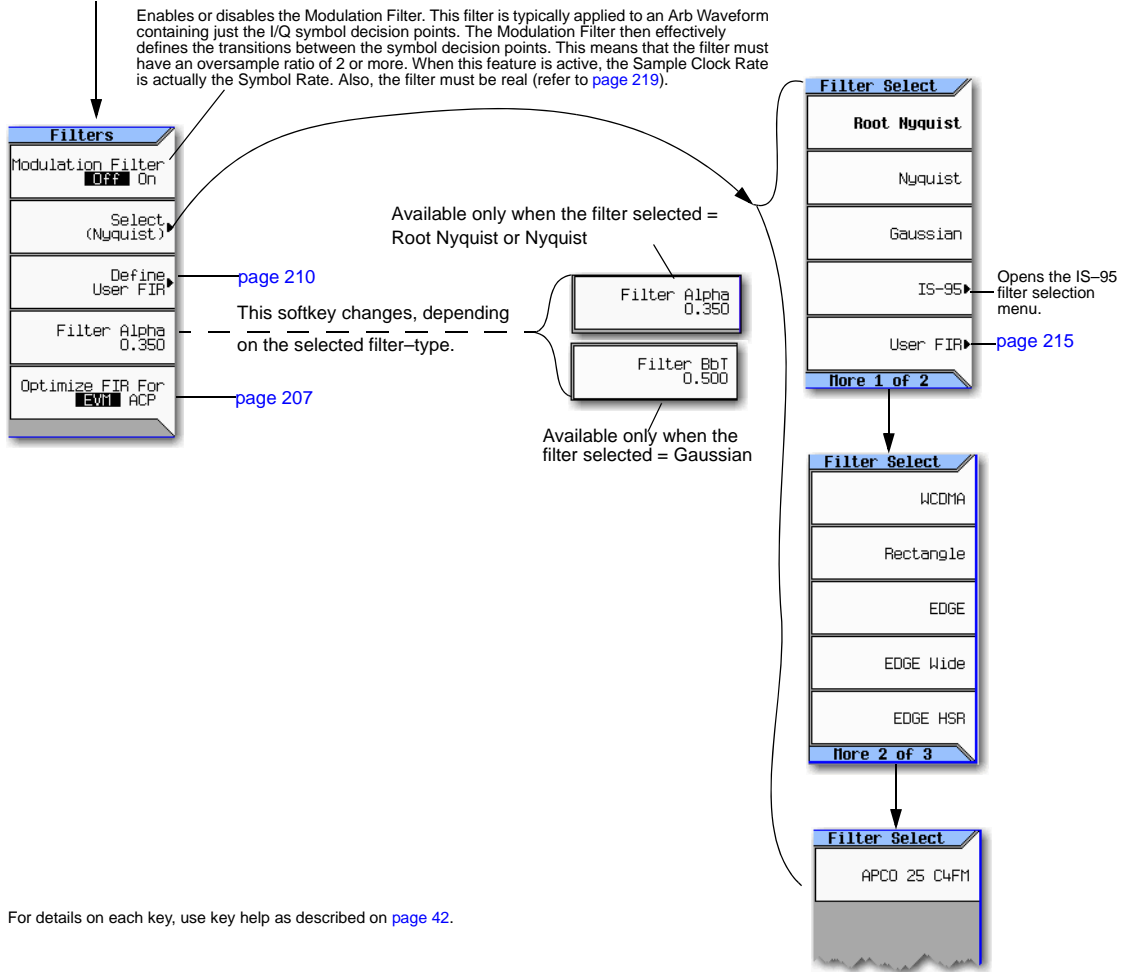 Enables or disables the Modulation Filter. This filter is typically applied to an Arb Waveform
containing just the I/Q symbol decision points. The Modulation Filter then effectively
defines the transitions between the symbol decision points. This means that the filter must
have an oversample ratio of 2 or more. When this feature is active, the Sample Clock Rate
is actually the Symbol Rate. Also, the filter must be real (refer to page 219).
Filters
Modulation Filter
Off On
Select
(Nyquist)
Define
User FIR
page 210
Filter Alpha
0.350
This softkey changes, depending
on the selected filter–type.
Optimize FIR For
EVM ACP
page 207
Available only when the filter selected =
Root Nyquist or Nyquist
Filter Alpha
0.350
Filter BbT
0.500
Available only when the
filter selected = Gaussian
Filter Select
Root Nyquist
Nyquist
Gaussian
IS-95
Opens the IS–95
filter selection
menu.
User FIR
page 215
More 1 of 2
Filter Select
WCDMA
Rectangle
EDGE
EDGE Wide
EDGE HSR
More 2 of 3
Filter Select
APCO 25 C4FM
For details on each key, use key help as described on page 42.